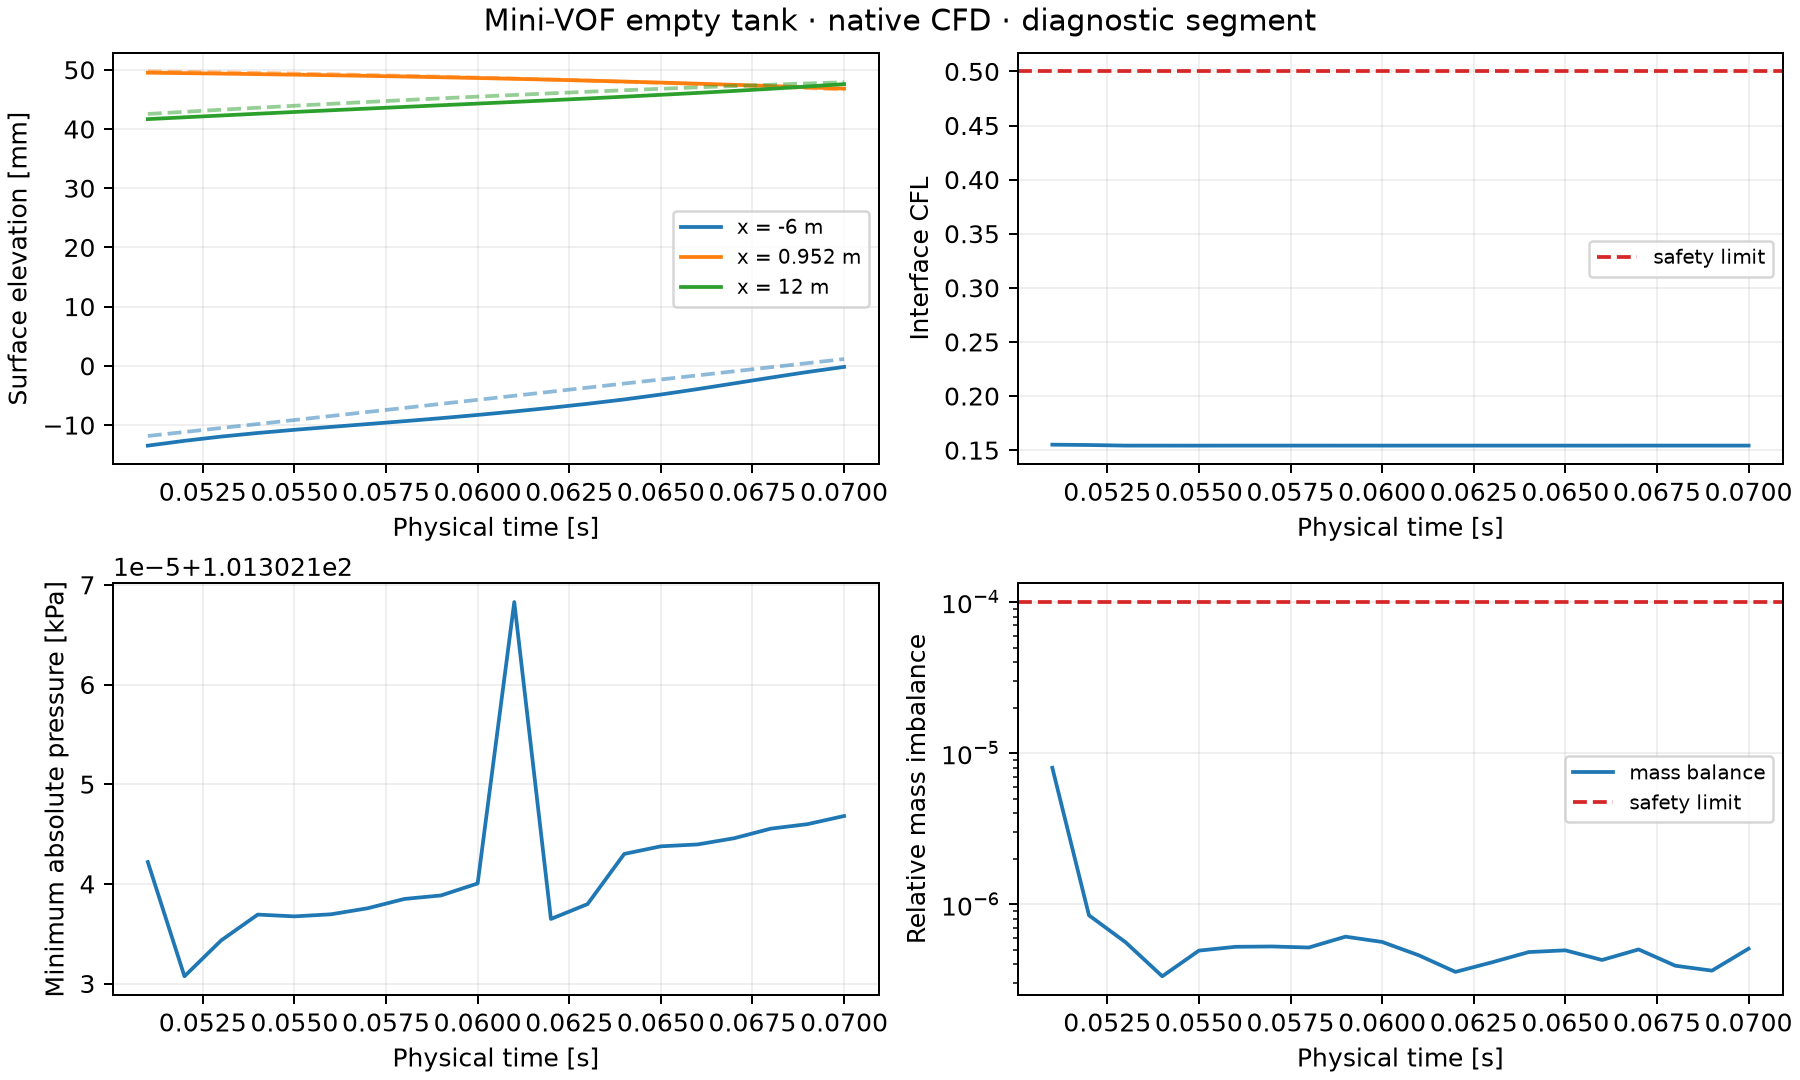 Mini-VOF empty tank · native CFD · diagnostic segment
Surface elevation [mm]
50
40
30
20
10
0
−10
x = -6 m
x = 0.952 m
x = 12 m
0.0525 0.0550 0.0575 0.0600 0.0625 0.0650 0.0675 0.0700
Physical time [s]
Interface CFL
0.50
0.45
0.40
0.35
0.30
0.25
0.20
0.15
safety limit
0.0525 0.0550 0.0575 0.0600 0.0625 0.0650 0.0675 0.0700
Physical time [s]
1e−5+1.013021e2
Minimum absolute pressure [kPa]
7
6
5
4
3
0.0525 0.0550 0.0575 0.0600 0.0625 0.0650 0.0675 0.0700
Physical time [s]
Relative mass imbalance
10⁻⁴
10⁻⁵
10⁻⁶
mass balance
safety limit
0.0525 0.0550 0.0575 0.0600 0.0625 0.0650 0.0675 0.0700
Physical time [s]